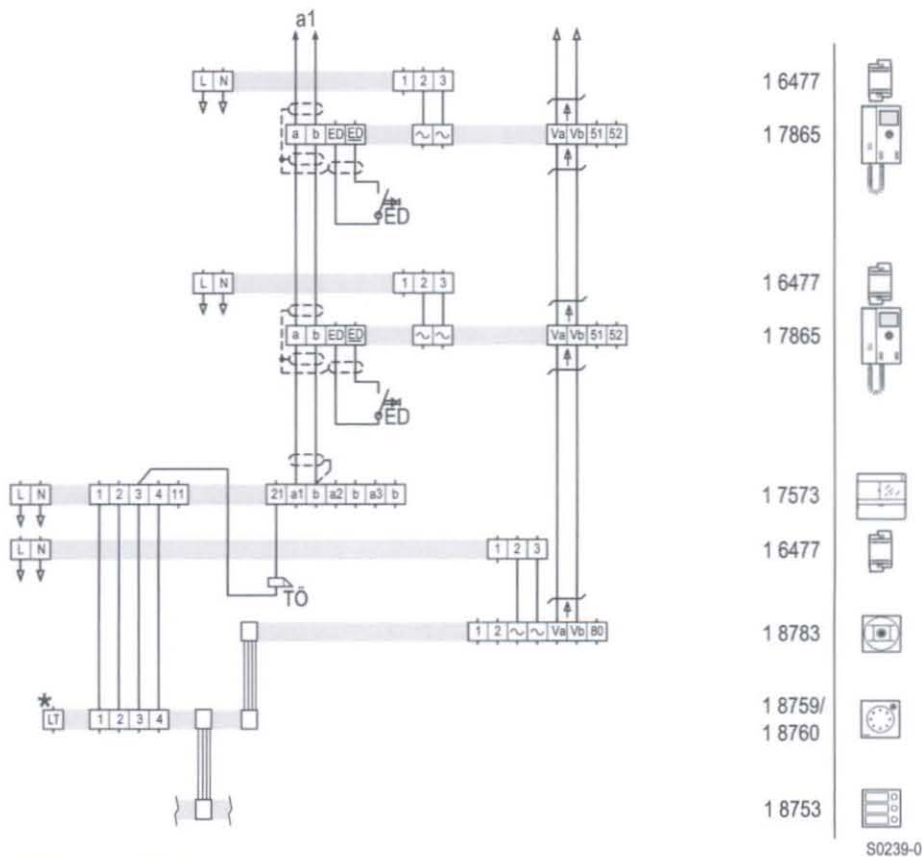 a1
L N 1 2 3 1 6477
a b ED ED ~ ~ Va Vb 51 52 1 7865
ED
L N 1 2 3 1 6477
a b ED ED ~ ~ Va Vb 51 52 1 7865
ED
L N 1 2 3 4 11 21 a1 b a2 b a3 b 1 7573
L N 1 2 3 1 6477
TÖ
1 2 ~ ~ Va Vb 80 1 8783
*
LT 1 2 3 4 1 8759/
1 8760
1 8753
S0239-0